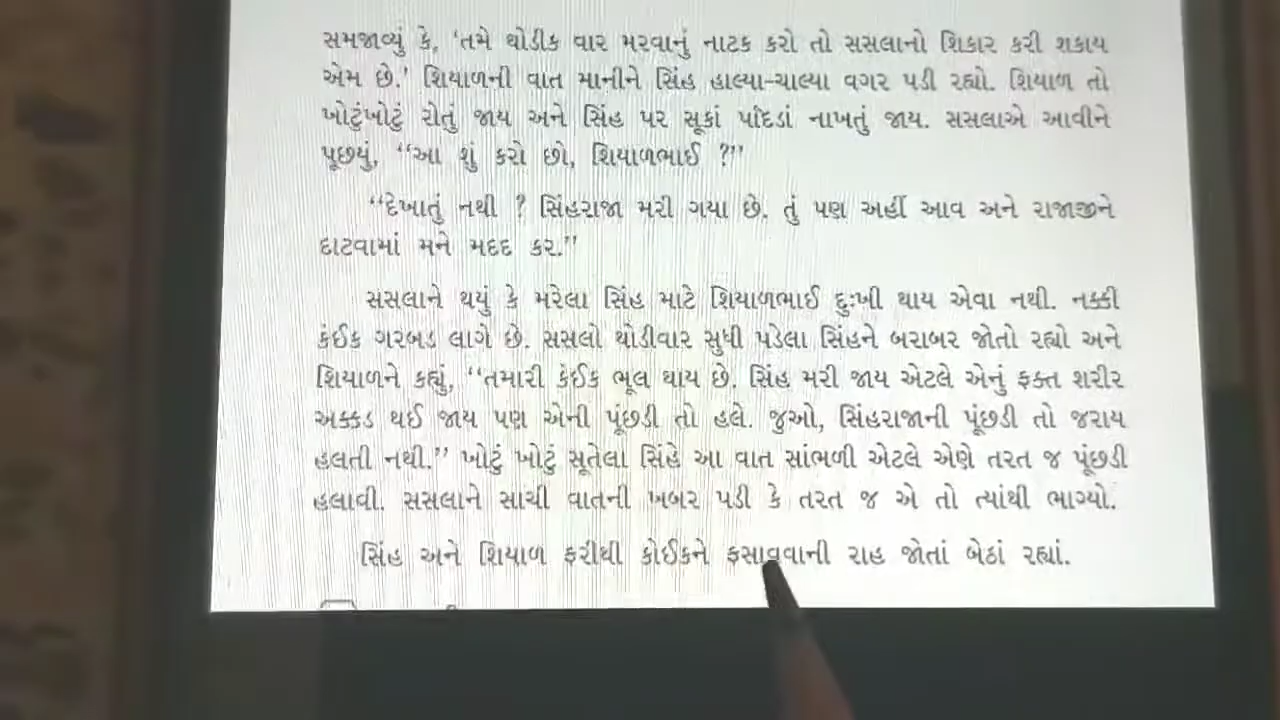 સમજાવ્યું કે, ‘તમે થોડીક વાર મરવાનું નાટક કરો તો સસલાનો શિકાર કરી શકાય
એમ છે.’ શિયાળની વાત માનીને સિંહ હાલ્યા-ચાલ્યા વગર પડી રહ્યો. શિયાળ તો
ખોટુંખોટું રોતું જાય અને સિંહ પર સૂકાં પાંદડાં નાખતું જાય. સસલાએ આવીને
પૂછ્યું, ‘‘આ શું કરો છો, શિયાળભાઈ ?’’
‘‘દેખાતું નથી ? સિંહરાજા મરી ગયા છે. તું પણ અહીં આવ અને રાજાજીને
દાટવામાં મને મદદ કર.’’
સસલાને થયું કે મરેલા સિંહ માટે શિયાળભાઈ દુઃખી થાય એવા નથી. નક્કી
કંઈક ગરબડ લાગે છે. સસલો થોડીવાર સુધી પડેલા સિંહને બરાબર જોતો રહ્યો અને
શિયાળને કહ્યું, ‘‘તમારી કંઈક ભૂલ થાય છે. સિંહ મરી જાય એટલે એનું ફક્ત શરીર
અક્કડ થઈ જાય પણ એની પૂંછડી તો હલે. જુઓ, સિંહરાજાની પૂંછડી તો જરાય
હલતી નથી.’’ ખોટું ખોટું સૂતેલા સિંહે આ વાત સાંભળી એટલે એણે તરત જ પૂંછડી
હલાવી. સસલાને સાચી વાતની ખબર પડી કે તરત જ એ તો ત્યાંથી ભાગ્યો.
સિંહ અને શિયાળ ફરીથી કોઈકને ફસાવવાની રાહ જોતાં બેઠાં રહ્યાં.